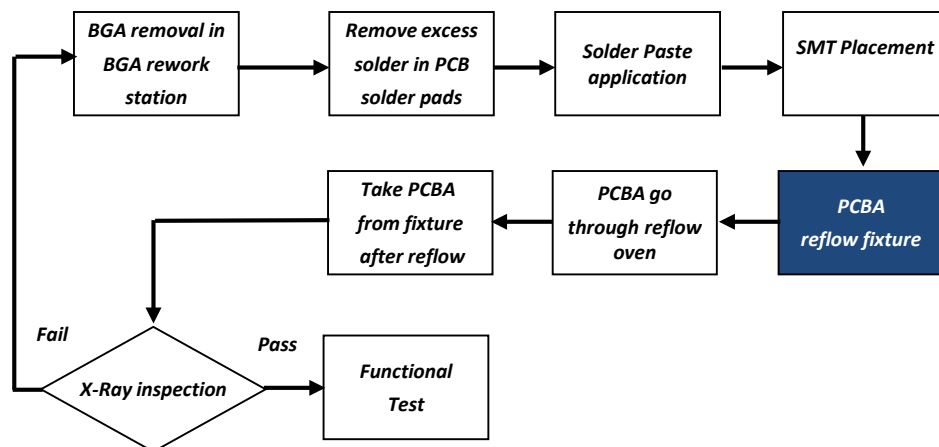 BGA removal in
BGA rework
station
Remove excess
solder in PCB
solder pads
Solder Paste
application
SMT Placement
PCBA
reflow fixture
PCBA go
through reflow
oven
Take PCBA
from fixture
after reflow
X-Ray inspection
Fail
Pass
Functional
Test